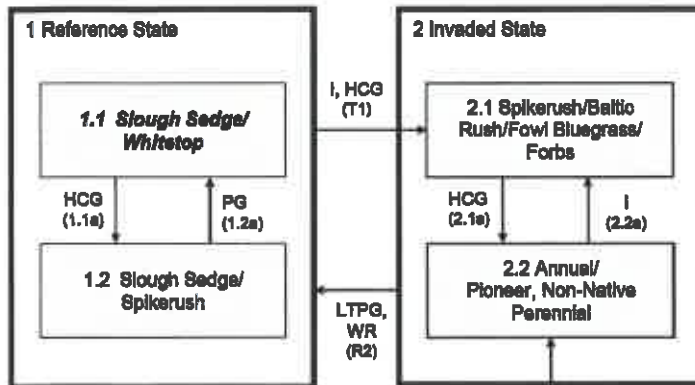 1 Reference State
1.1 Slough Sedge/
Whitetop
HCG
(1.1a)
PG
(1.2a)
1.2 Slough Sedge/
Spikerush
I, HCG
(T1)
LTPG,
WR
(R2)
2 Invaded State
2.1 Spikerush/Baltic
Rush/Fowl Bluegrass/
Forbs
HCG
(2.1a)
I
(2.2a)
2.2 Annual/
Pioneer, Non-Native
Perennial